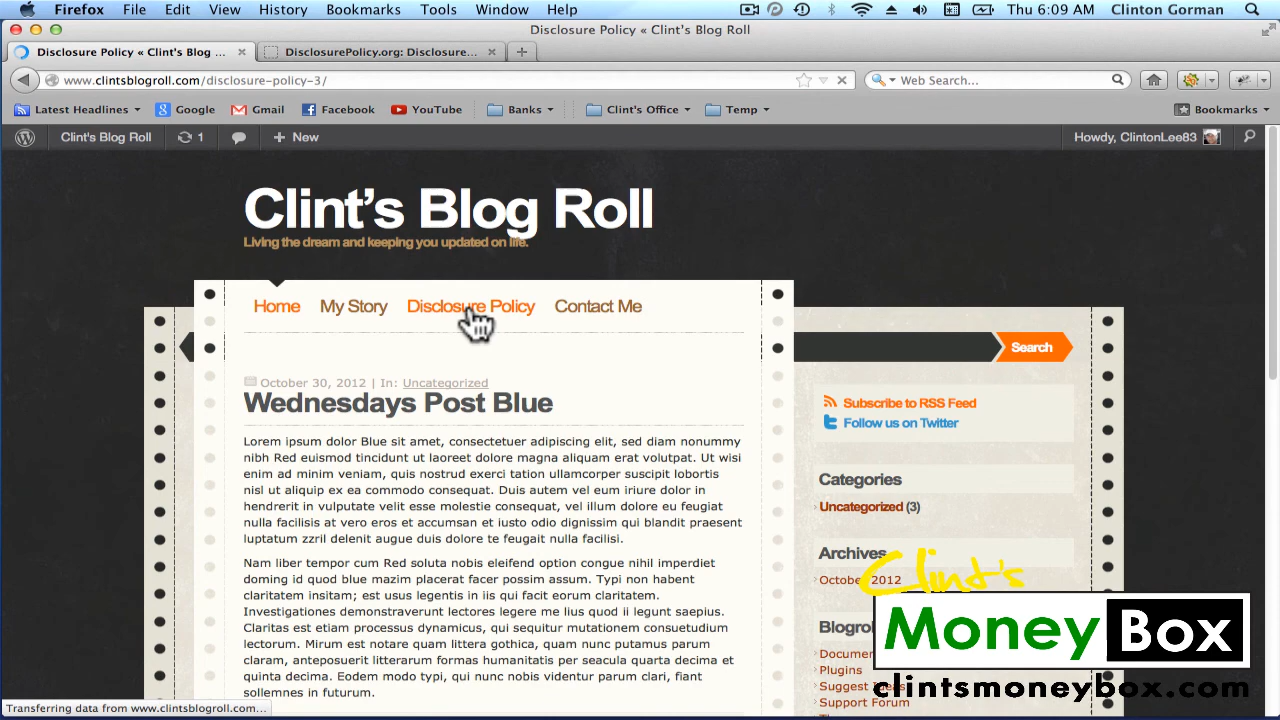 Firefox File Edit View History Bookmarks Tools Window Help Thu 6:09 AM Clinton Gorman
Disclosure Policy « Clint's Blog Roll
Disclosure Policy « Clint's Blog ... DisclosurePolicy.org: Disclosure...
www.clintsblogroll.com/disclosure-policy-3/ Web Search...
Latest Headlines Google Gmail Facebook YouTube Banks Clint's Office Temp Bookmarks
Clint's Blog Roll 1 New Howdy, ClintonLee83
Clint's Blog Roll
Living the dream and keeping you updated on life.
Home My Story Disclosure Policy Contact Me
Search
October 30, 2012 | In: Uncategorized
Wednesdays Post Blue
Lorem ipsum dolor Blue sit amet, consectetuer adipiscing elit, sed diam nonummy
nibh Red euismod tincidunt ut laoreet dolore magna aliquam erat volutpat. Ut wisi
enim ad minim veniam, quis nostrud exerci tation ullamcorper suscipit lobortis
nisl ut aliquip ex ea commodo consequat. Duis autem vel eum iriure dolor in
hendrerit in vulputate velit esse molestie consequat, vel illum dolore eu feugiat
nulla facilisis at vero eros et accumsan et iusto odio dignissim qui blandit praesent
luptatum zzril delenit augue duis dolore te feugait nulla facilisi.
Nam liber tempor cum Red soluta nobis eleifend option congue nihil imperdiet
doming id quod blue mazim placerat facer possim assum. Typi non habent
claritatem insitam; est usus legentis in iis qui facit eorum claritatem.
Investigationes demonstraverunt lectores legere me lius quod ii legunt saepius.
Claritas est etiam processus dynamicus, qui sequitur mutationem consuetudium
lectorum. Mirum est notare quam littera gothica, quam nunc putamus parum
claram, anteposuerit litterarum formas humanitatis per seacula quarta decima et
quinta decima. Eodem modo typi, qui nunc nobis videntur parum clari, fiant
sollemnes in futurum.
Subscribe to RSS Feed
Follow us on Twitter
Categories
Uncategorized (3)
Archives
October 2012
Plugins
Suggest Ideas
Support Forum
Clint's
Money Box
clintsmoneybox.com
Transferring data from www.clintsblogroll.com...